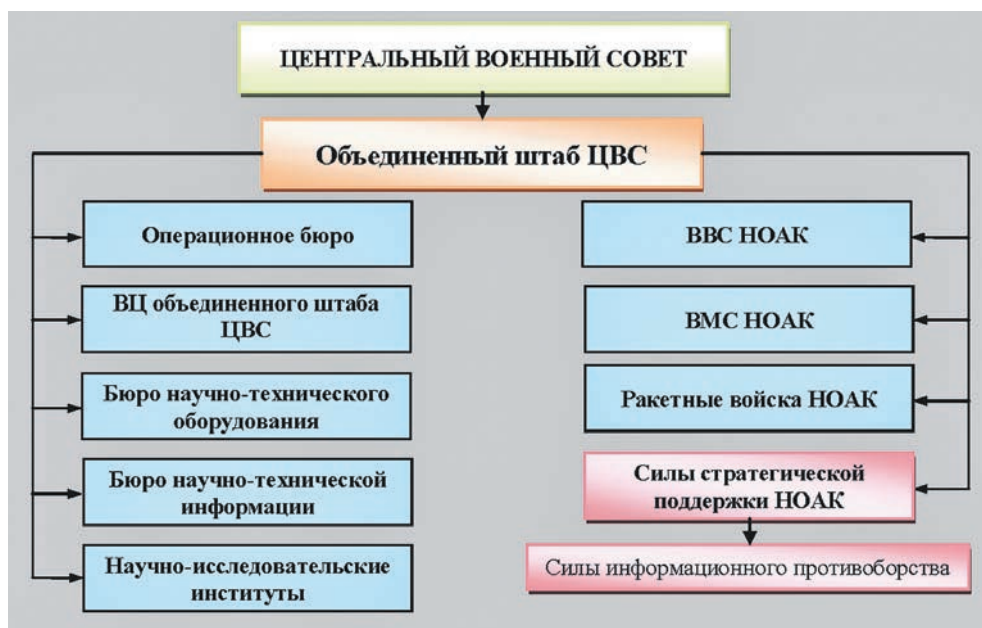 ЦЕНТРАЛЬНЫЙ ВОЕННЫЙ СОВЕТ
Объединенный штаб ЦВС
Операционное бюро
ВЦ объединенного штаба
ЦВС
Бюро научно-технического
оборудования
Бюро научно-технической
информации
Научно-исследовательские
институты
ВВС НОАК
ВМС НОАК
Ракетные войска НОАК
Силы стратегической
поддержки НОАК
Силы информационного противоборства